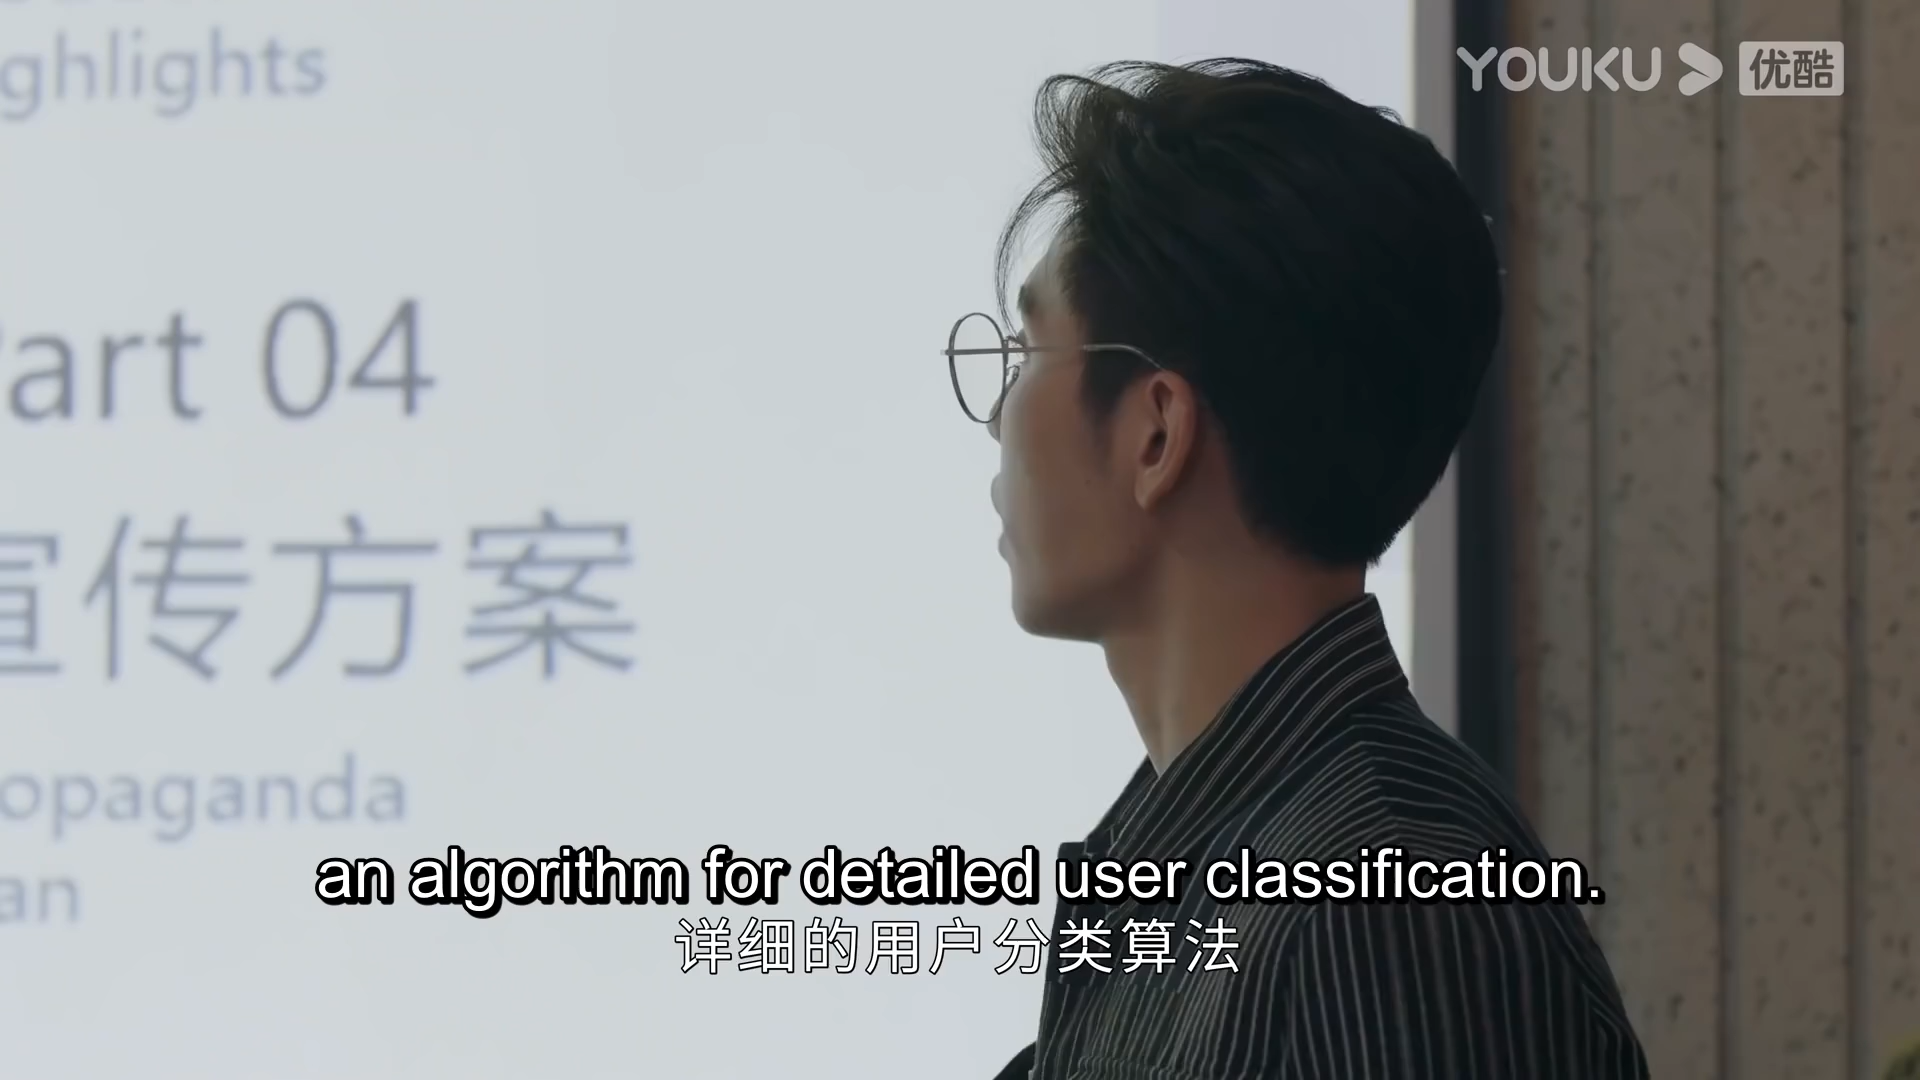 ghlights
YOUKU 优酷
art 04
宣传方案
opaganda
an
an algorithm for detailed user classification.
详细的用户分类算法